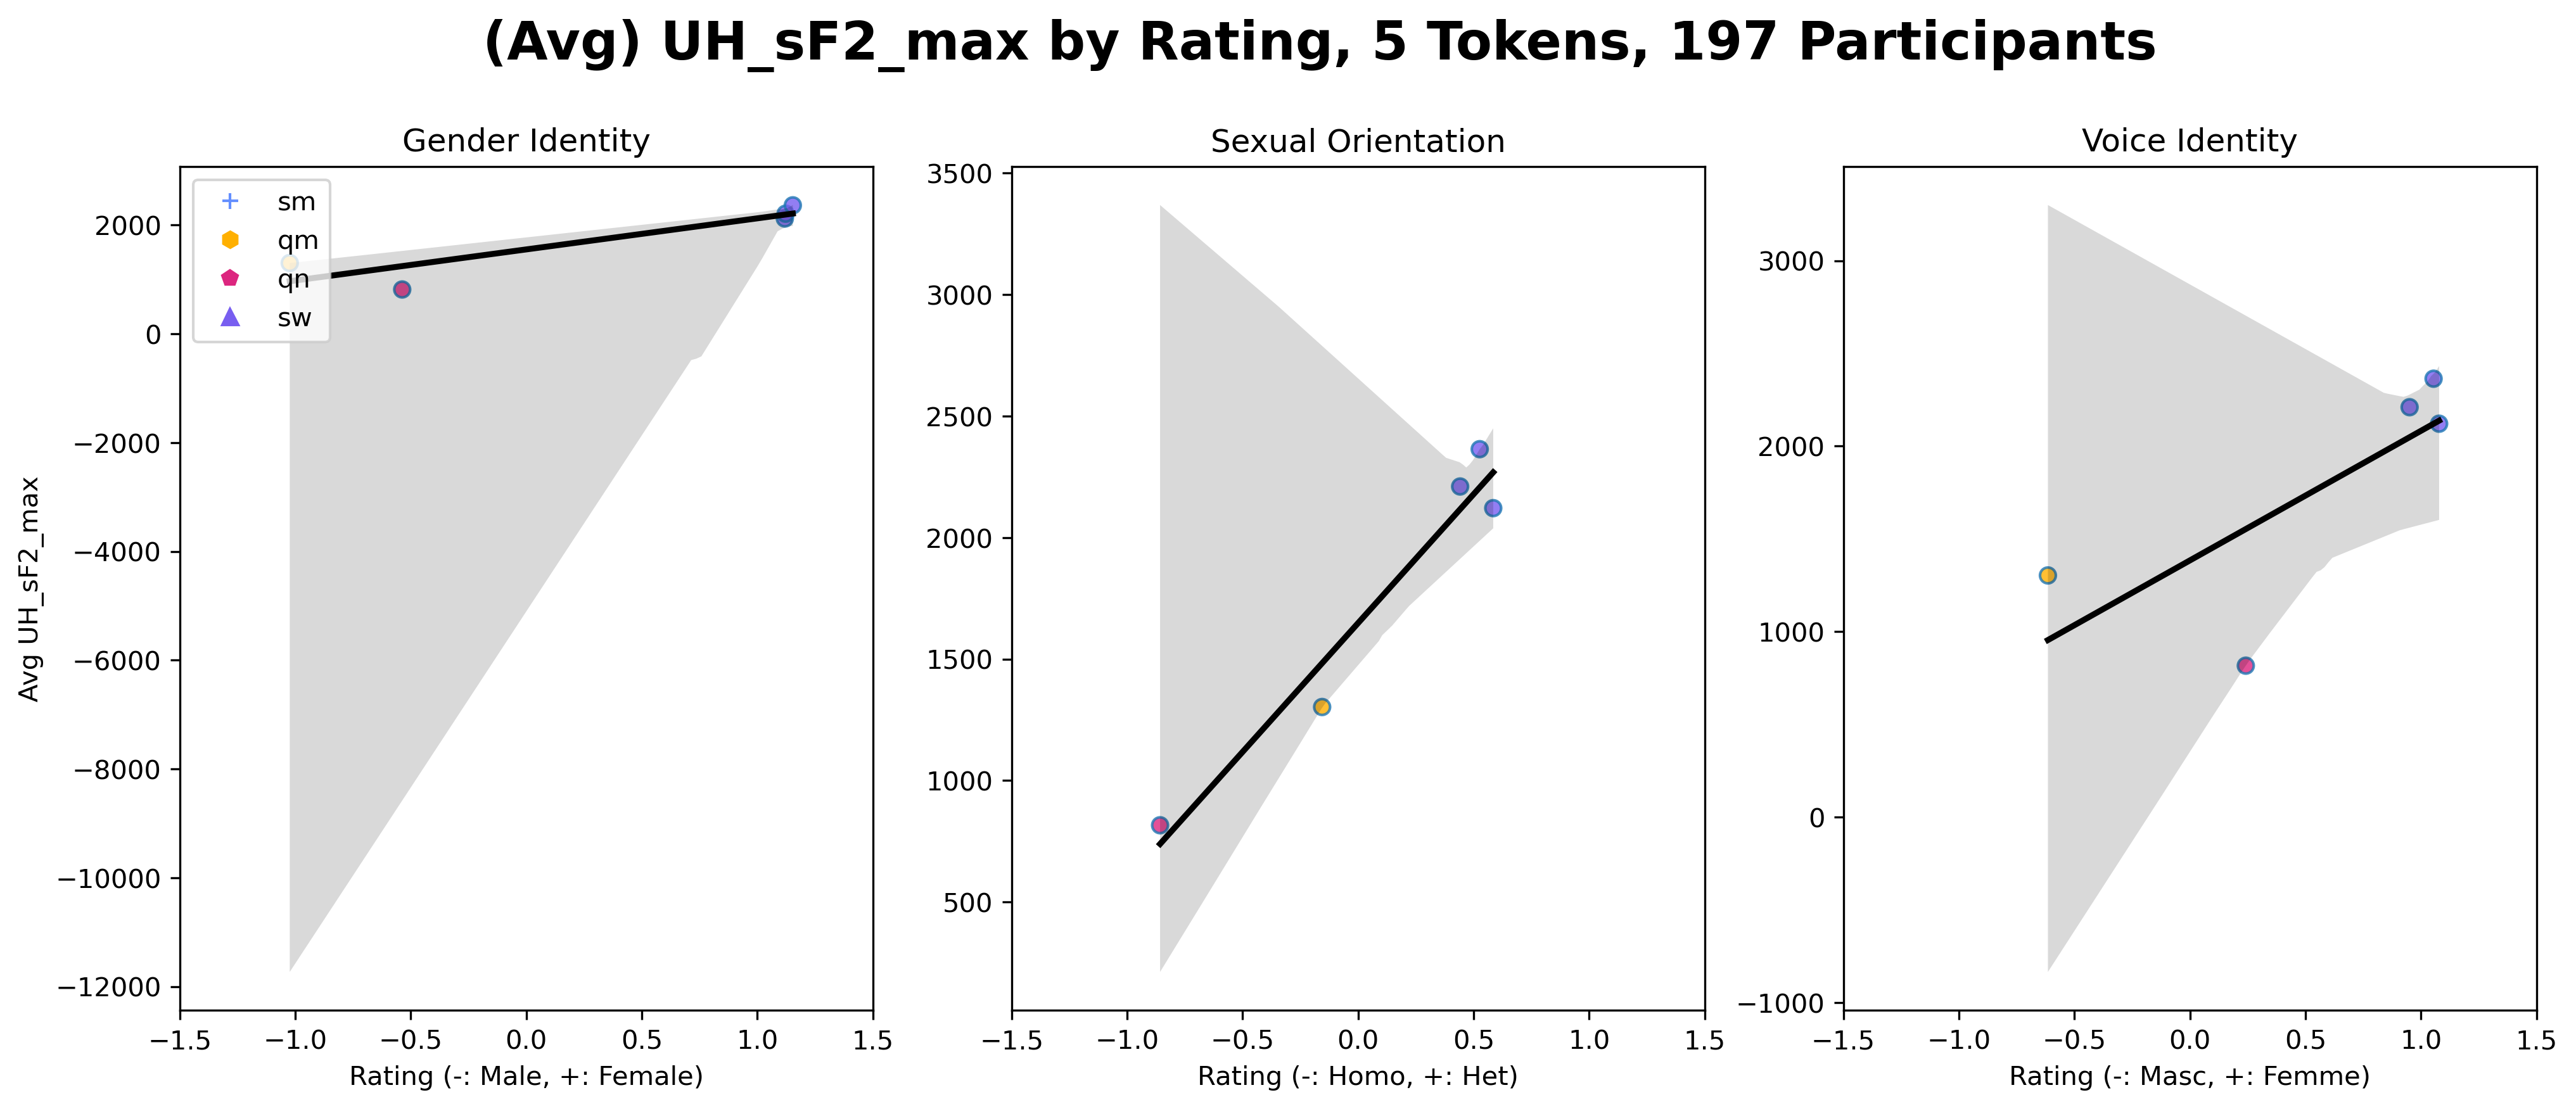 (Avg) UH_sF2_max by Rating, 5 Tokens, 197 Participants
Gender Identity
Sexual Orientation
Voice Identity
sm
qm
qn
sw
Avg UH_sF2_max
2000
0
−2000
−4000
−6000
−8000
−10000
−12000
−1.5 −1.0 −0.5 0.0 0.5 1.0 1.5
Rating (-: Male, +: Female)
3500
3000
2500
2000
1500
1000
500
−1.5 −1.0 −0.5 0.0 0.5 1.0 1.5
Rating (-: Homo, +: Het)
3000
2000
1000
0
−1000
−1.5 −1.0 −0.5 0.0 0.5 1.0 1.5
Rating (-: Masc, +: Femme)